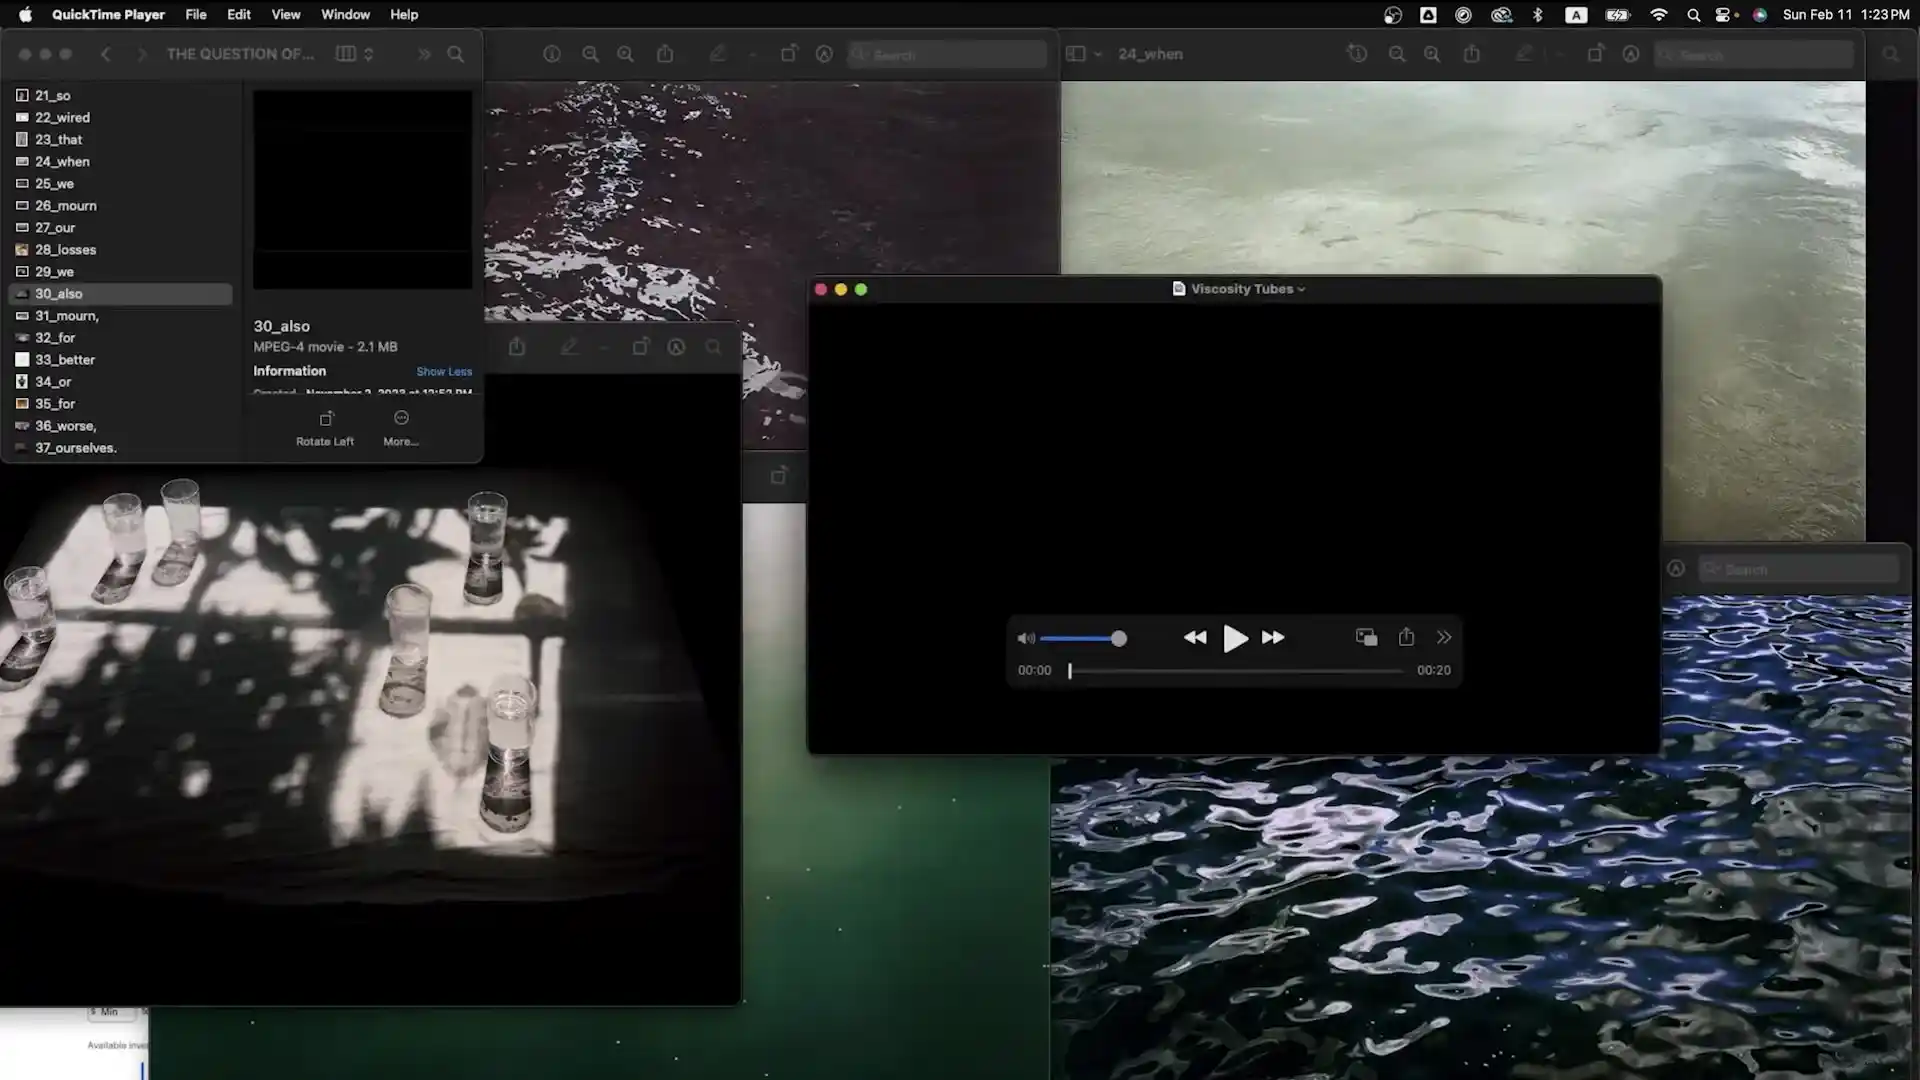 QuickTime Player File Edit View Window Help
A
Sun Feb 11 1:23 PM
THE QUESTION OF...
Search
24_when
Search
21_so
22_wired
23_that
24_when
25_we
26_mourn
27_our
28_losses
29_we
30_also
31_mourn,
32_for
33_better
34_or
35_for
36_worse,
37_ourselves.
30_also
MPEG-4 movie - 2.1 MB
Information
Show Less
Rotate Left
More...
Viscosity Tubes
00:00
00:20
Search
Min
Available